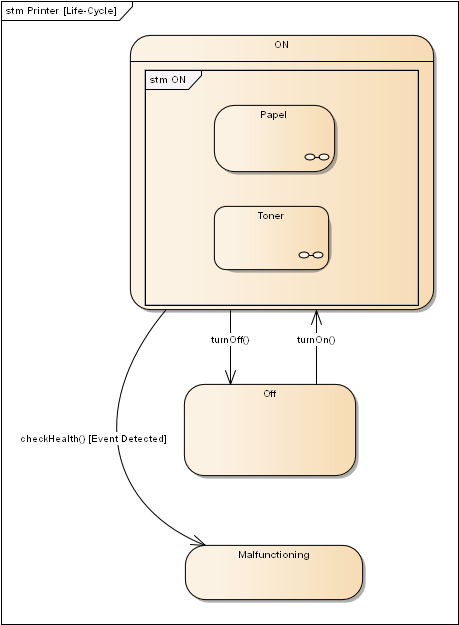 stm Printer [Life-Cycle]
ON
stm ON
Papel
Toner
turnOff()
turnOn()
Off
checkHealth() [Event Detected]
Malfunctioning